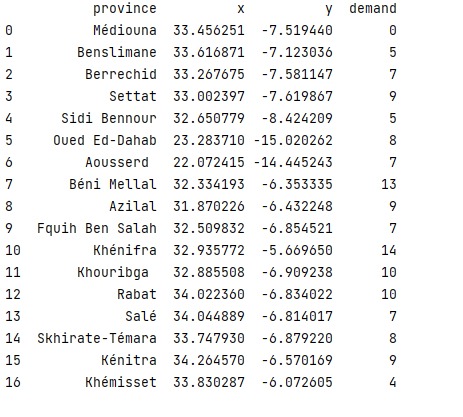 province x y demand
0 Médiouna 33.456251 -7.519440 0
1 Benslimane 33.616871 -7.123036 5
2 Berrechid 33.267675 -7.581147 7
3 Settat 33.002397 -7.619867 9
4 Sidi Bennour 32.650779 -8.424209 5
5 Oued Ed-Dahab 23.283710 -15.020262 8
6 Aousserd 22.072415 -14.445243 7
7 Béni Mellal 32.334193 -6.353335 13
8 Azilal 31.870226 -6.432248 9
9 Fquih Ben Salah 32.509832 -6.854521 7
10 Khénifra 32.935772 -5.669650 14
11 Khouribga 32.885508 -6.909238 10
12 Rabat 34.022360 -6.834022 10
13 Salé 34.044889 -6.814017 7
14 Skhirate-Témara 33.747930 -6.879220 8
15 Kénitra 34.264570 -6.570169 9
16 Khémisset 33.830287 -6.072605 4